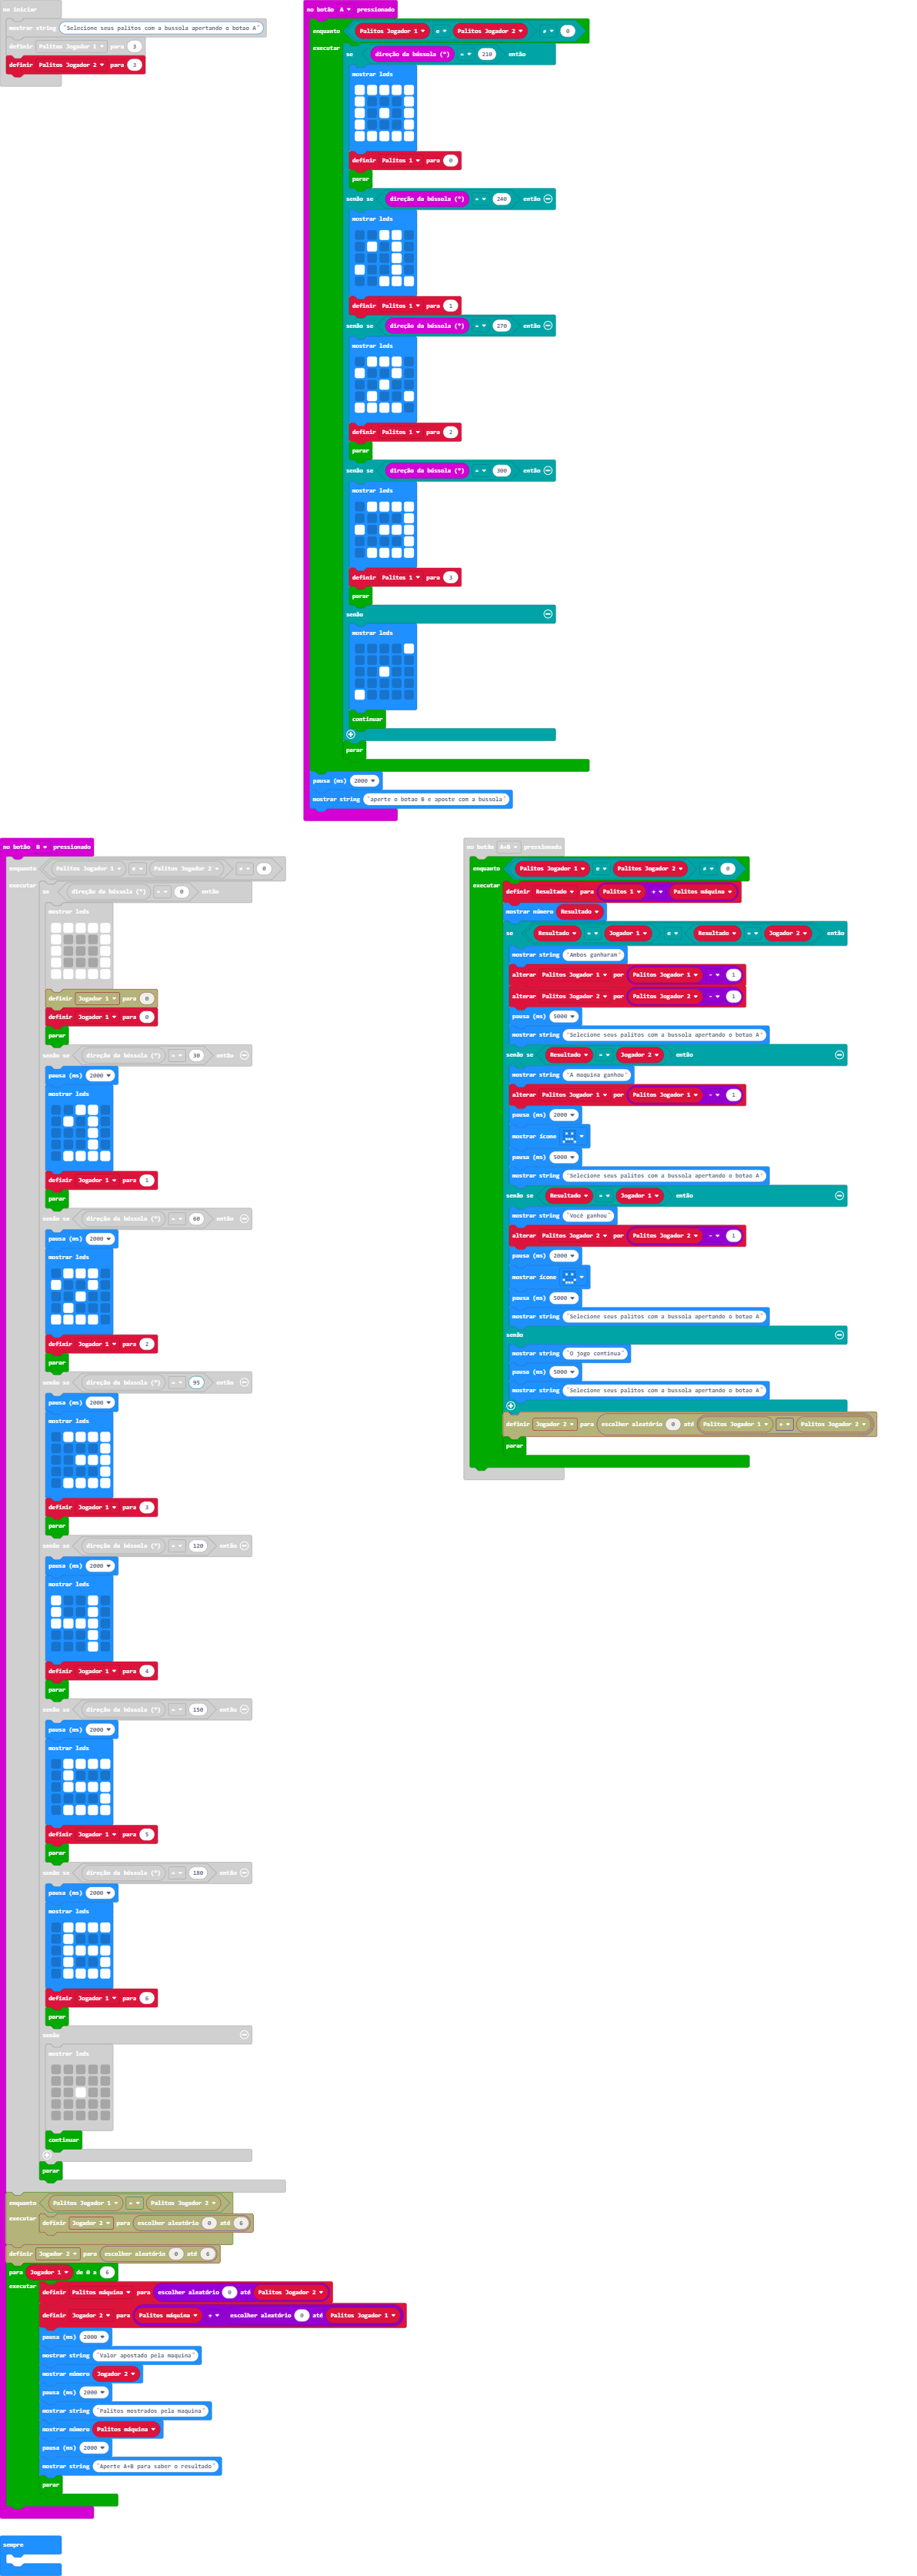 no iniciar
mostrar string "Selecione seus palitos com a bussola apertando o botao A"
definir Palitos Jogador 1 para 3
definir Palitos Jogador 2 para 3
no botão A pressionado
enquanto Palitos Jogador 1 e Palitos Jogador 2 ≠ 0
executar
se direção da bússola (°) = 210 então
mostrar leds
definir Palitos 1 para 0
parar
senão se direção da bússola (°) = 240 então
mostrar leds
definir Palitos 1 para 1
senão se direção da bússola (°) = 270 então
mostrar leds
definir Palitos 1 para 2
parar
senão se direção da bússola (°) = 300 então
mostrar leds
definir Palitos 1 para 3
parar
senão
mostrar leds
continuar
parar
pausa (ms) 2000
mostrar string "aperte o botao B e aposte com a bussola"
no botão B pressionado
enquanto Palitos Jogador 1 Palitos Jogador 0
executar
se direção da bússola (°) = 0 então
mostrar leds
definir Jogador 1 para 0
definir Jogador 1 para 0
parar
senão se direção da bússola (°) = 30 então
pausa (ms) 2000
mostrar leds
definir Jogador 1 para 1
parar
senão se direção da bússola (°) = 60 então
pausa (ms) 2000
mostrar leds
definir Jogador 1 para 2
parar
senão se direção da bússola (°) = 95 então
pausa (ms) 2000
mostrar leds
definir Jogador 1 para 3
parar
senão se direção da bússola (°) = 120 então
pausa (ms) 2000
mostrar leds
definir Jogador 1 para 4
parar
senão se direção da bússola (°) = 150 então
pausa (ms) 2000
mostrar leds
definir Jogador 1 para 5
parar
senão se direção da bússola (°) = 180 então
pausa (ms) 2000
mostrar leds
definir Jogador 1 para 6
parar
senão
mostrar leds
continuar
parar
enquanto Palitos Jogador 1 = Palitos Jogador 2
executar definir Jogador 2 para escolher aleatório 0 até 6
definir Jogador 2 para escolher aleatório 0 até 6
para Jogador 1 de 0 a 6
executar
definir Palitos máquina para escolher aleatório 0 até Palitos Jogador 2
definir Jogador 2 para Palitos máquina + escolher aleatório 0 até Palitos Jogador 1
pausa (ms) 2000
mostrar string "Valor apostado pela maquina"
mostrar número Jogador 2
pausa (ms) 2000
mostrar string "Palitos mostrados pela maquina"
mostrar número Palitos máquina
pausa (ms) 2000
mostrar string "Aperte A+B para saber o resultado"
parar
sempre
no botão A+B pressionado
enquanto Palitos Jogador 1 e Palitos Jogador 2 ≠ 0
executar
definir Resultado para Palitos 1 + Palitos máquina
mostrar número Resultado
se Resultado = Jogador 1 e Resultado = Jogador 2 então
mostrar string "Ambos ganharam"
alterar Palitos Jogador 1 por Palitos Jogador 1 - 1
alterar Palitos Jogador 2 por Palitos Jogador 2 - 1
pausa (ms) 5000
mostrar string "Selecione seus palitos com a bussola apertando o botao A"
senão se Resultado = Jogador 2 então
mostrar string "A maquina ganhou"
alterar Palitos Jogador 1 por Palitos Jogador 1 - 1
pausa (ms) 2000
mostrar ícone
pausa (ms) 5000
mostrar string "Selecione seus palitos com a bussola apertando o botao A"
senão se Resultado = Jogador 1 então
mostrar string "Você ganhou"
alterar Palitos Jogador 2 por Palitos Jogador 2 - 1
pausa (ms) 2000
mostrar ícone
pausa (ms) 5000
mostrar string "Selecione seus palitos com a bussola apertando o botao A"
senão
mostrar string "O jogo continua"
pausa (ms) 5000
mostrar string "Selecione seus palitos com a bussola apertando o botao A"
definir Jogador 2 para escolher aleatório 0 até Palitos Jogador 1 + Palitos Jogador 2
parar